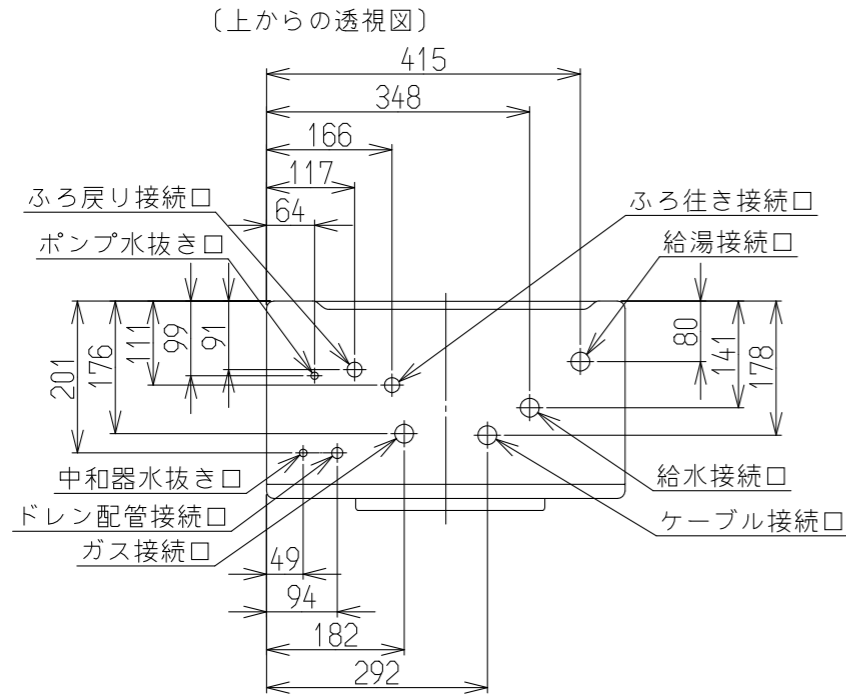 〔上からの透視図〕
415
348
166
117
64
ふろ戻り接続口
ポンプ水抜き口
ふろ往き接続口
給湯接続口
201
176
111
99
91
80
141
178
中和器水抜き口
ドレン配管接続口
ガス接続口
給水接続口
ケーブル接続口
49
94
182
292